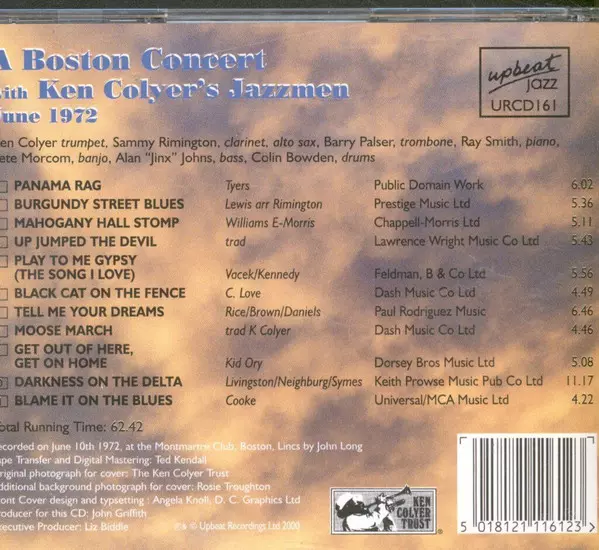 A Boston Concert
with Ken Colyer's Jazzmen
June 1972
upbeat
jazz
URCD161
Ken Colyer trumpet, Sammy Rimington, clarinet, alto sax, Barry Palser, trombone, Ray Smith, piano,
Pete Morcom, banjo, Alan "Jinx" Johns, bass, Colin Bowden, drums
PANAMA RAG Tyers Public Domain Work 6.02
BURGUNDY STREET BLUES Lewis arr Rimington Prestige Music Ltd 5.36
MAHOGANY HALL STOMP Williams E-Morris Chappell-Morris Ltd 5.11
UP JUMPED THE DEVIL trad Lawrence Wright Music Co Ltd 5.43
PLAY TO ME GYPSY
(THE SONG I LOVE) Vacek/Kennedy Feldman, B & Co Ltd 5.56
BLACK CAT ON THE FENCE C. Love Dash Music Co Ltd 4.49
TELL ME YOUR DREAMS Rice/Brown/Daniels Paul Rodriguez Music 6.46
MOOSE MARCH trad K Colyer Dash Music Co Ltd 4.46
GET OUT OF HERE,
GET ON HOME Kid Ory Dorsey Bros Music Ltd 5.08
DARKNESS ON THE DELTA Livingston/Neighburg/Symes Keith Prowse Music Pub Co Ltd 11.17
BLAME IT ON THE BLUES Cooke Universal/MCA Music Ltd 4.22
Total Running Time: 62.42
Recorded on June 10th 1972, at the Montmartre Club, Boston, Lincs by John Long
Tape Transfer and Digital Mastering: Ted Kendall
Original photograph for cover: The Ken Colyer Trust
Additional background photograph for cover: Rosie Troughton
Front Cover design and typsetting : Angela Knoll, D. C. Graphics Ltd
Producer for this CD: John Griffith
Executive Producer: Liz Biddle
℗ & © Upbeat Recordings Ltd 2000
KEN
COLYER
TRUST
5 018121 116123 >